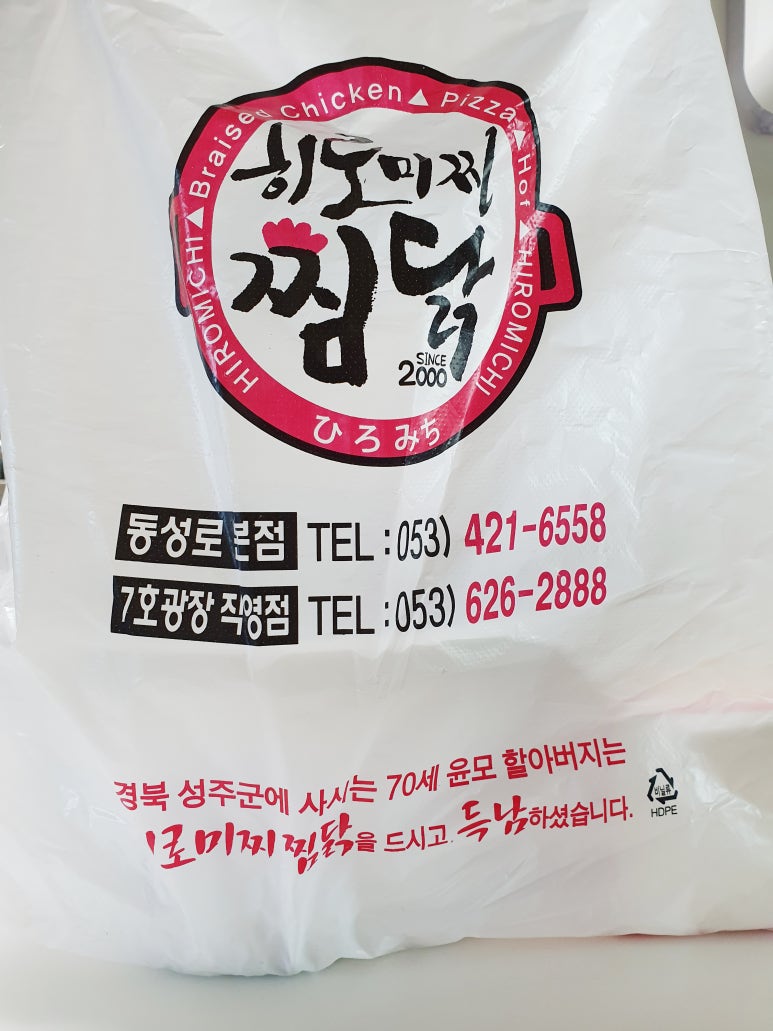 HIROMICHI▲Braised Chicken▲Pizza▼Hof▲HIROMICHI
히로미찌
찜닭
SINCE
2000
ひろみち
동성로 본점 TEL : 053) 421-6558
7호광장 직영점 TEL : 053) 626-2888
경북 성주군에 사시는 70세 윤모 할아버지는
히로미찌 찜닭을 드시고. 득남하셨습니다.
비닐류
HDPE